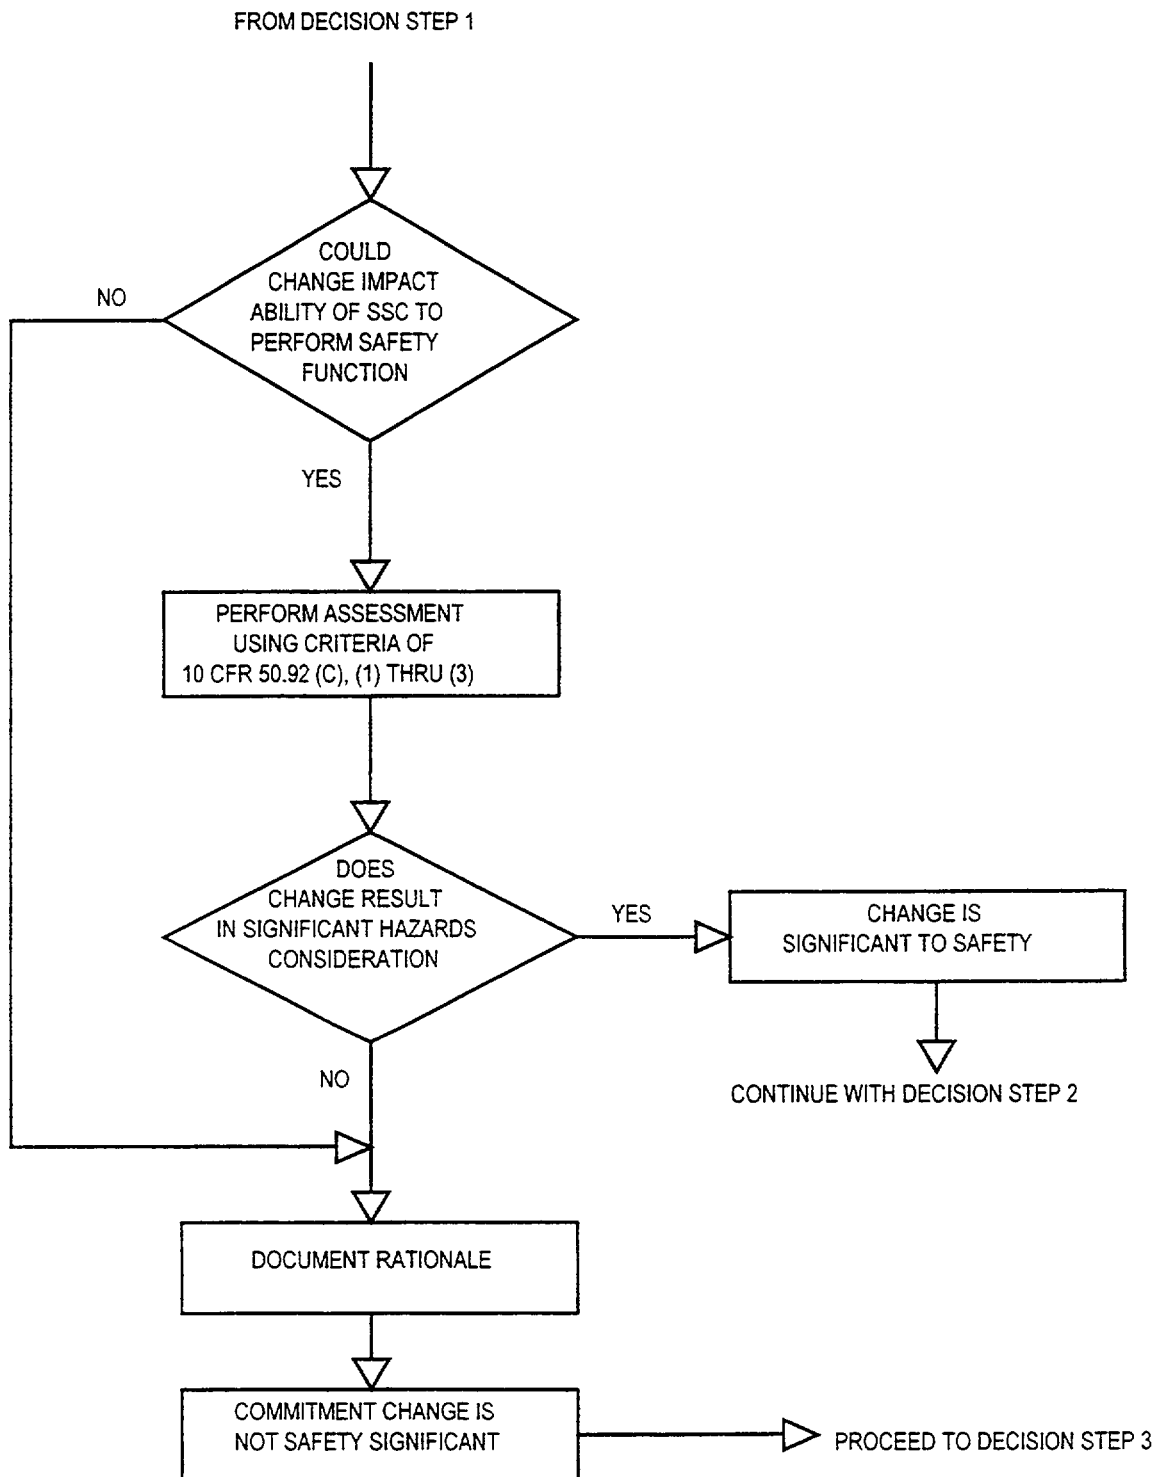 FROM DECISION STEP 1
COULD
CHANGE IMPACT
ABILITY OF SSC TO
PERFORM SAFETY
FUNCTION
NO
YES
PERFORM ASSESSMENT
USING CRITERIA OF
10 CFR 50.92 (C), (1) THRU (3)
DOES
CHANGE RESULT
IN SIGNIFICANT HAZARDS
CONSIDERATION
YES
CHANGE IS
SIGNIFICANT TO SAFETY
CONTINUE WITH DECISION STEP 2
NO
DOCUMENT RATIONALE
COMMITMENT CHANGE IS
NOT SAFETY SIGNIFICANT
PROCEED TO DECISION STEP 3